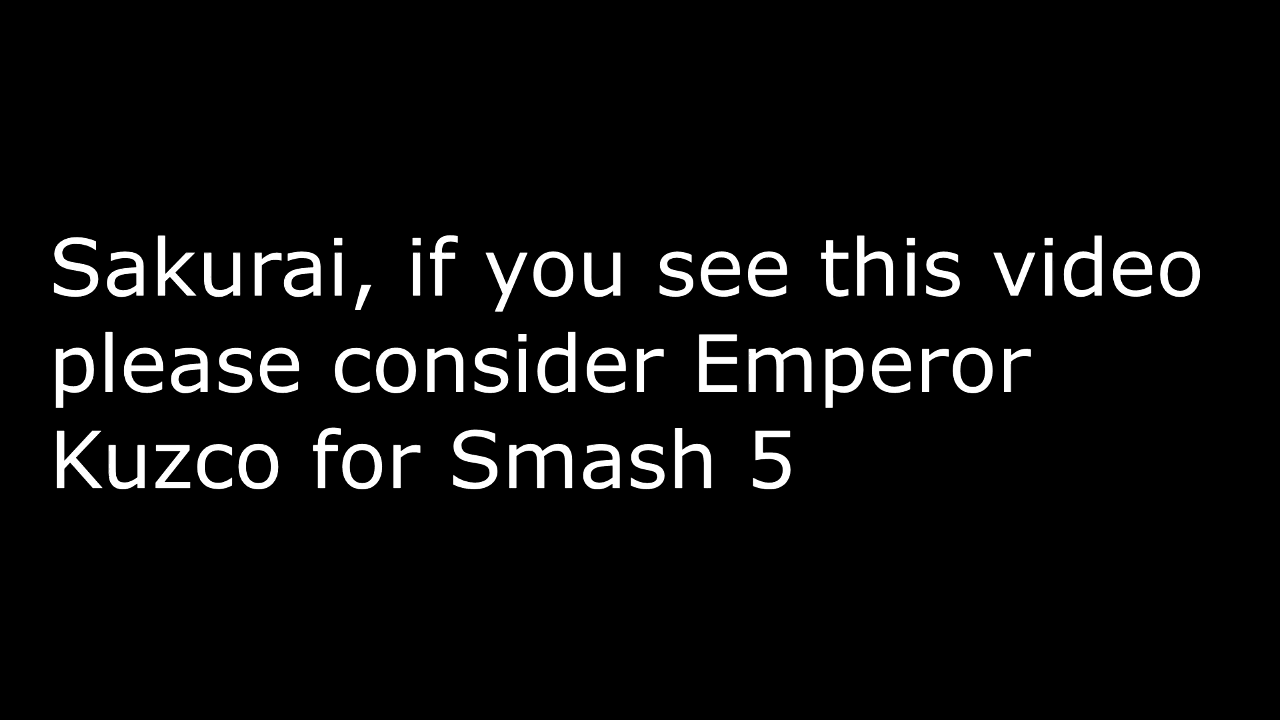 Sakurai, if you see this video
please consider Emperor
Kuzco for Smash 5